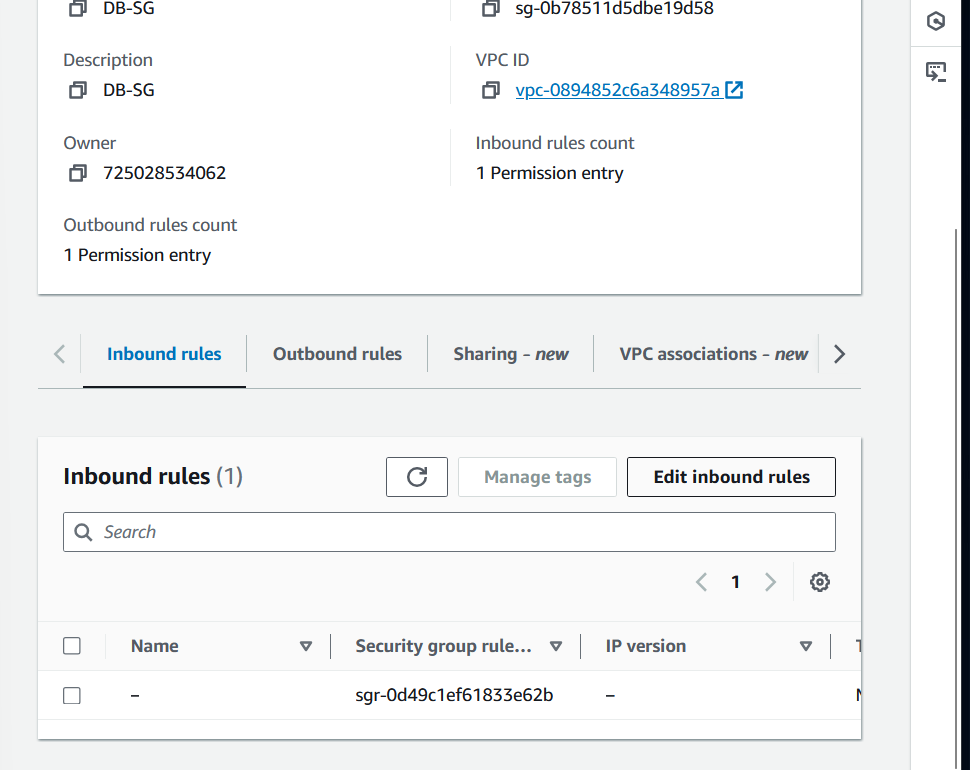 DB-SG sg-0b78511d5dbe19d58
Description VPC ID
DB-SG vpc-0894852c6a348957a
Owner Inbound rules count
725028534062 1 Permission entry
Outbound rules count
1 Permission entry
Inbound rules Outbound rules Sharing - new VPC associations - new
Inbound rules (1) Manage tags Edit inbound rules
Search
1
Name Security group rule... IP version
– sgr-0d49c1ef61833e62b –